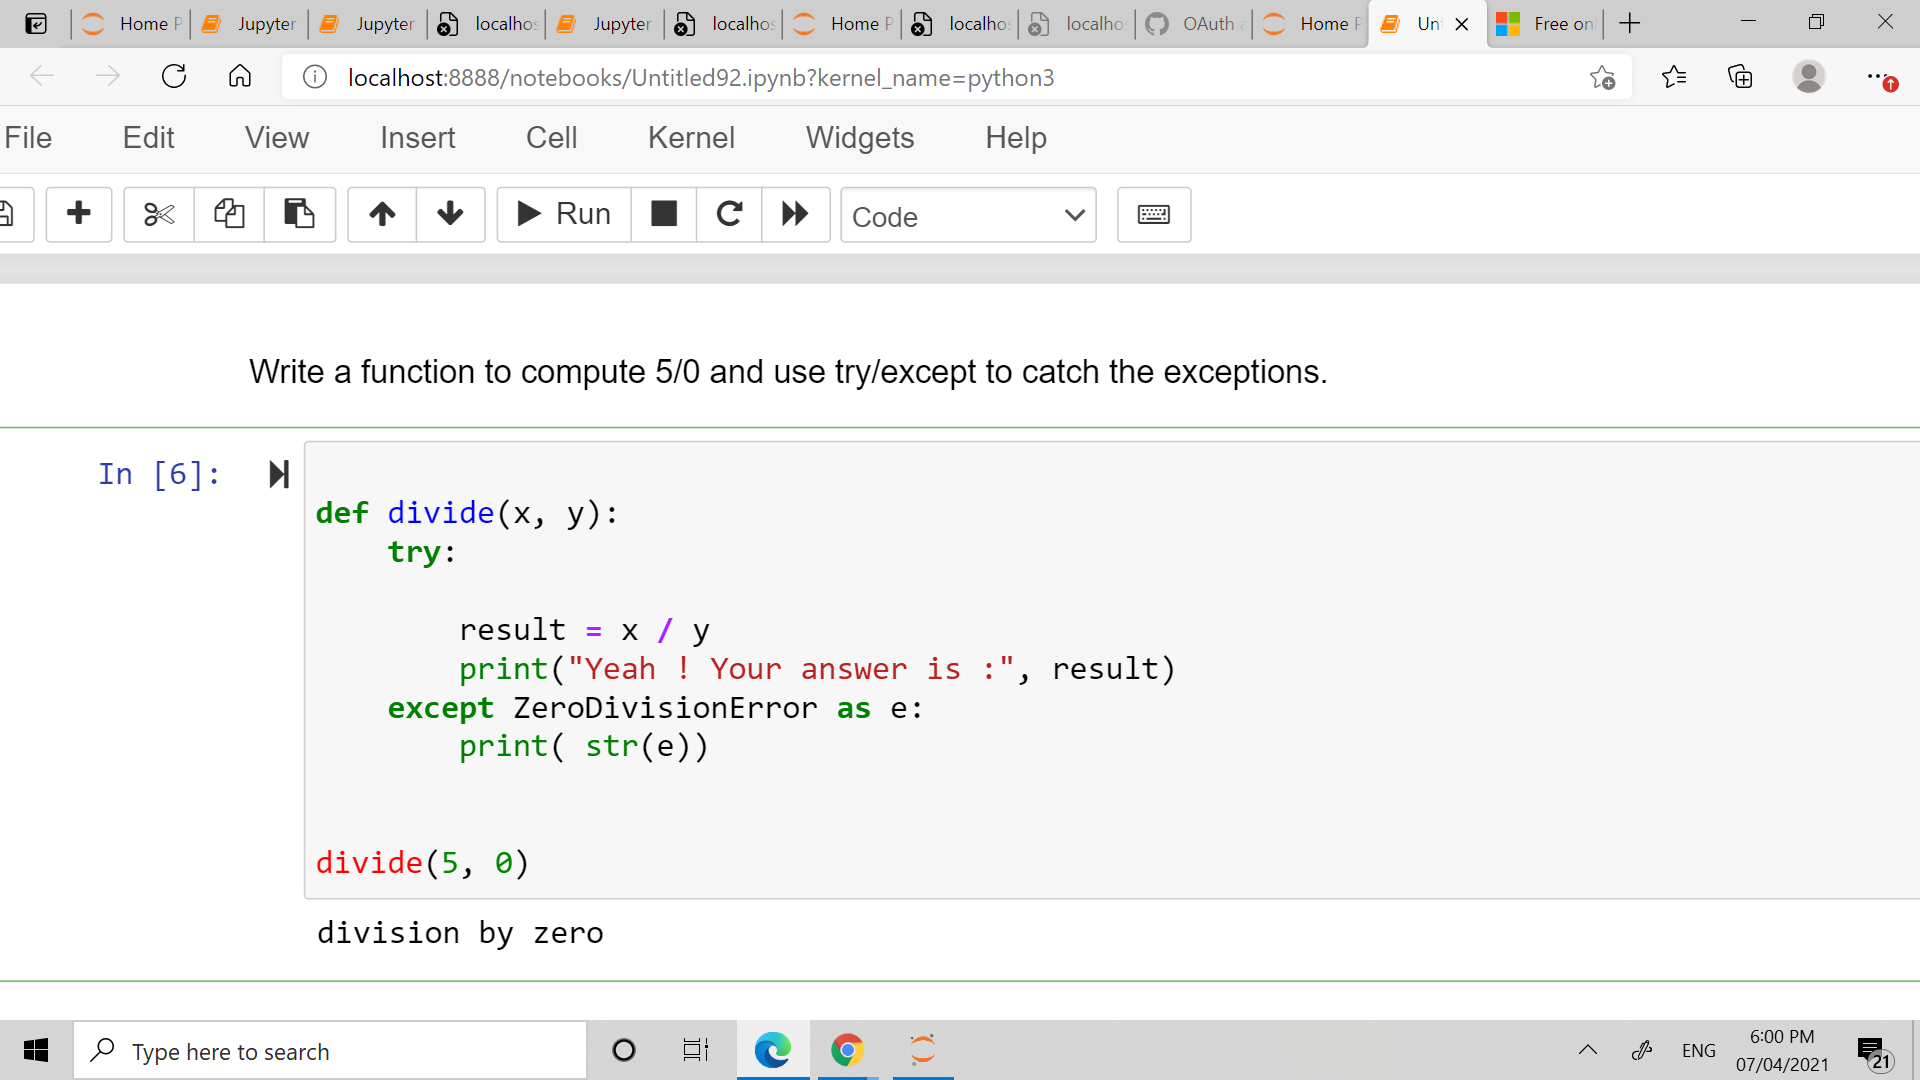 Home P Jupyter Jupyter localhos Jupyter localhos Home P localhos localhos OAuth a Home P Unt Free on
localhost:8888/notebooks/Untitled92.ipynb?kernel_name=python3
File Edit View Insert Cell Kernel Widgets Help
Run Code
Write a function to compute 5/0 and use try/except to catch the exceptions.
In [6]:
def divide(x, y):
try:
result = x / y
print("Yeah ! Your answer is :", result)
except ZeroDivisionError as e:
print( str(e))
divide(5, 0)
division by zero
Type here to search
ENG
6:00 PM
07/04/2021
21